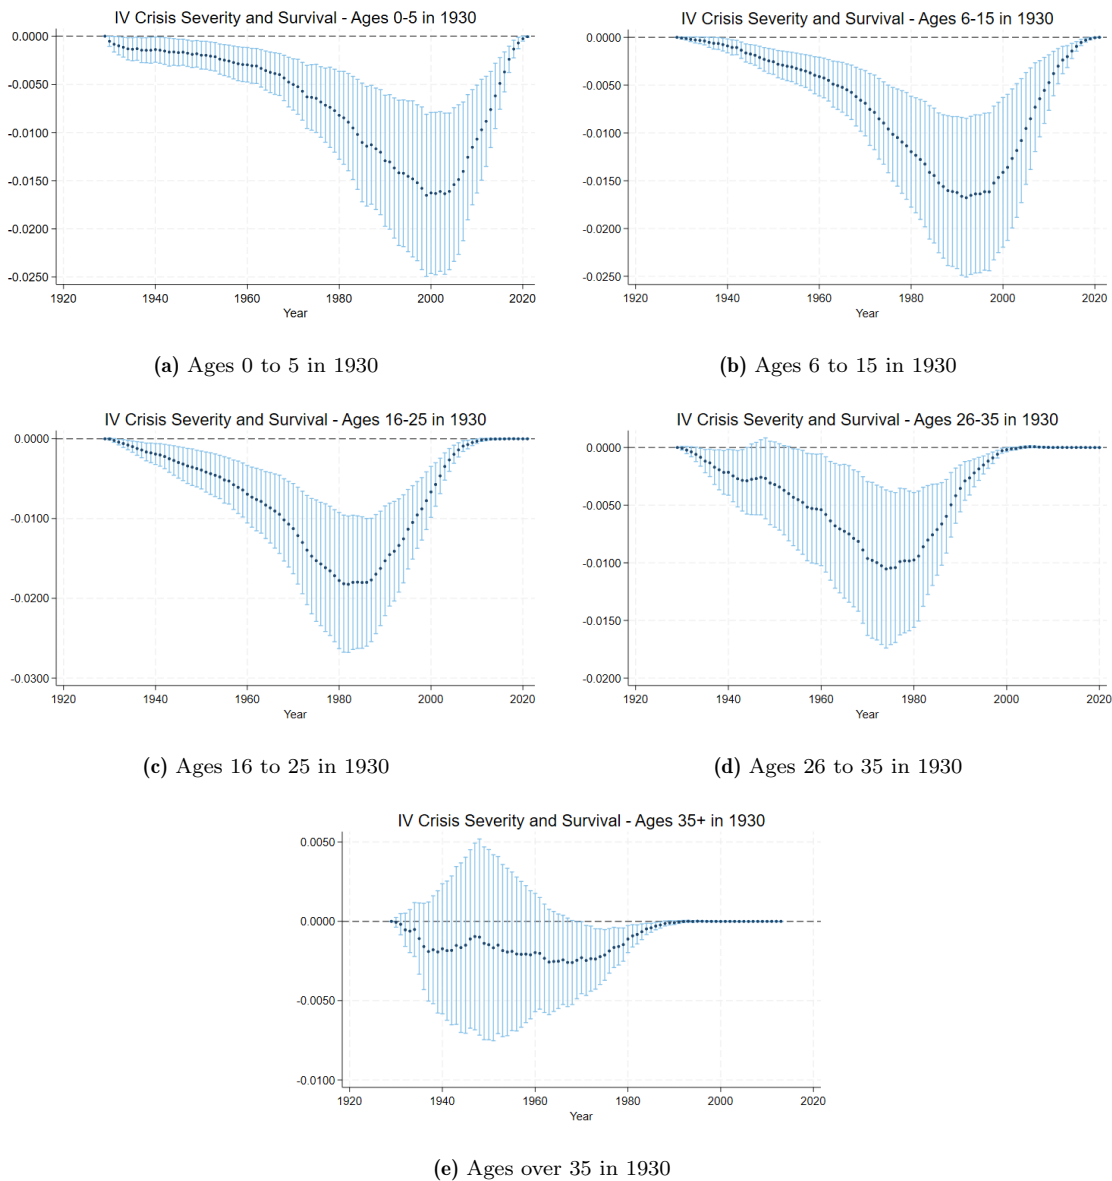 IV Crisis Severity and Survival - Ages 0-5 in 1930
0.0000
-0.0050
-0.0100
-0.0150
-0.0200
-0.0250
1920 1940 1960 1980 2000 2020
Year
(a) Ages 0 to 5 in 1930
IV Crisis Severity and Survival - Ages 6-15 in 1930
0.0000
-0.0050
-0.0100
-0.0150
-0.0200
-0.0250
1920 1940 1960 1980 2000 2020
Year
(b) Ages 6 to 15 in 1930
IV Crisis Severity and Survival - Ages 16-25 in 1930
0.0000
-0.0100
-0.0200
-0.0300
1920 1940 1960 1980 2000 2020
Year
(c) Ages 16 to 25 in 1930
IV Crisis Severity and Survival - Ages 26-35 in 1930
0.0000
-0.0050
-0.0100
-0.0150
-0.0200
1920 1940 1960 1980 2000 2020
Year
(d) Ages 26 to 35 in 1930
IV Crisis Severity and Survival - Ages 35+ in 1930
0.0050
0.0000
-0.0050
-0.0100
1920 1940 1960 1980 2000 2020
Year
(e) Ages over 35 in 1930